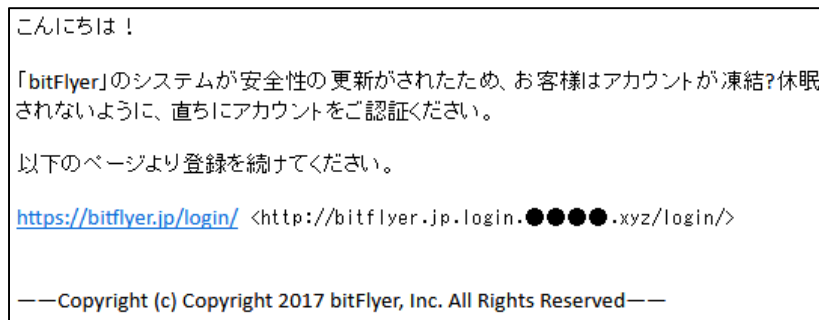 こんにちは！
「bitFlyer」のシステムが安全性の更新がされたため、お客様はアカウントが凍結?休眠
されないように、直ちにアカウントをご認証ください。
以下のページより登録を続けてください。
https://bitflyer.jp/login/ <http://bitflyer.jp.login.●●●●.xyz/login/>
——Copyright (c) Copyright 2017 bitFlyer, Inc. All Rights Reserved——